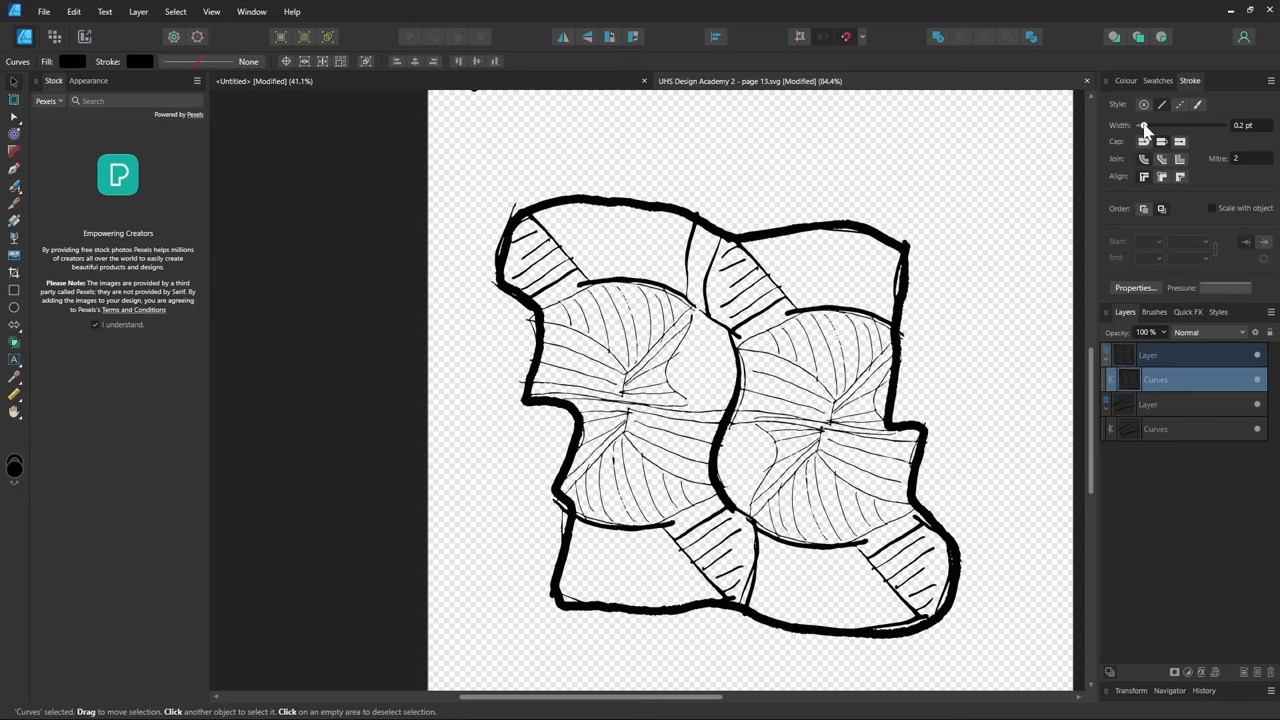 File Edit Text Layer Select View Window Help
Curves Fill: Stroke: None
Stock Appearance
<Untitled> [Modified] (41.1%)
UHS Design Academy 2 - page 13.svg [Modified] (84.4%)
Colour Swatches Stroke
Pexels Search
Powered by Pexels
Empowering Creators
By providing free stock photos Pexels helps millions
of creators all over the world to easily create
beautiful products and designs.
Please Note: The images are provided by a third
party called Pexels; they are not provided by Serif. By
adding the images to your design, you are agreeing
to Pexels's Terms and Conditions
I understand.
Style:
Width: 0.2 pt
Cap:
Join: Mitre: 2
Align:
Order: Scale with object
Start:
End:
Properties... Pressure:
Layers Brushes Quick FX Styles
Opacity: 100 % Normal
Layer
Curves
Layer
Curves
Transform Navigator History
'Curves' selected. Drag to move selection. Click another object to select it. Click on an empty area to deselect selection.